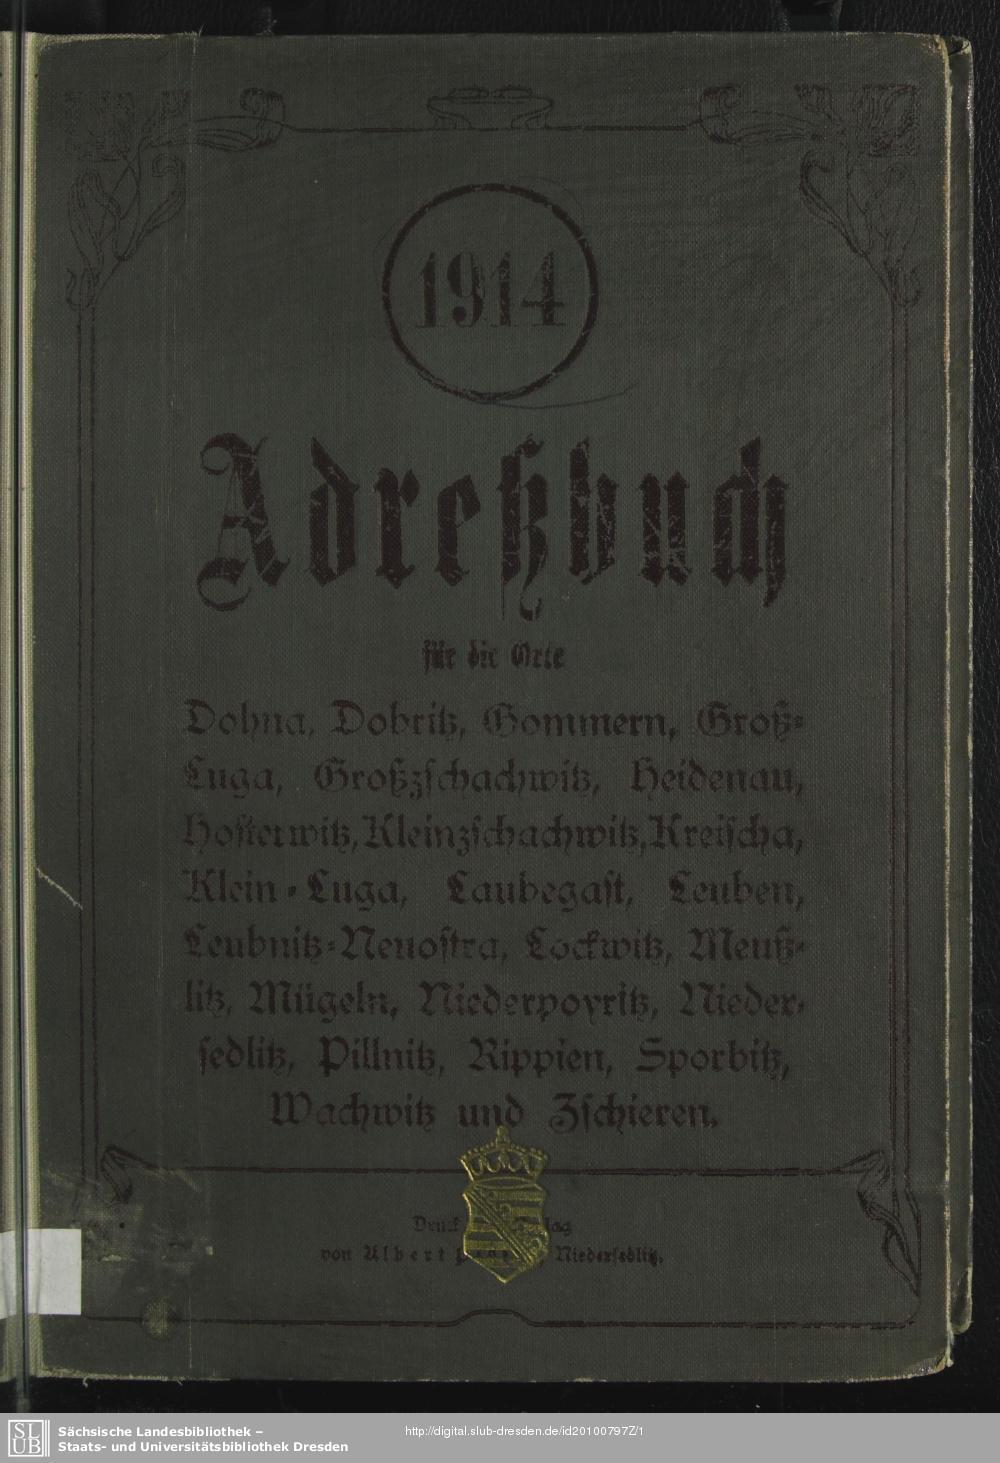 1914
Adreßbuch
für die Orte
Dohna, Dobritz, Gommern, Groß-
Luga, Großzschachwitz, Heidenau,
Hosterwitz, Kleinzschachwitz, Kreischa,
Klein-Luga, Laubegast, Leuben,
Leubnitz-Neuostra, Lockwitz, Meuß-
litz, Mügeln, Niederpoyritz, Nieder-
sedlitz, Pillnitz, Rippien, Sporbitz,
Wachwitz und Zschieren.
Druck
von Albert Niedersedlitz.
SLUB
Sächsische Landesbibliothek –
Staats- und Universitätsbibliothek Dresden
http://digital.slub-dresden.de/id20100797Z/1